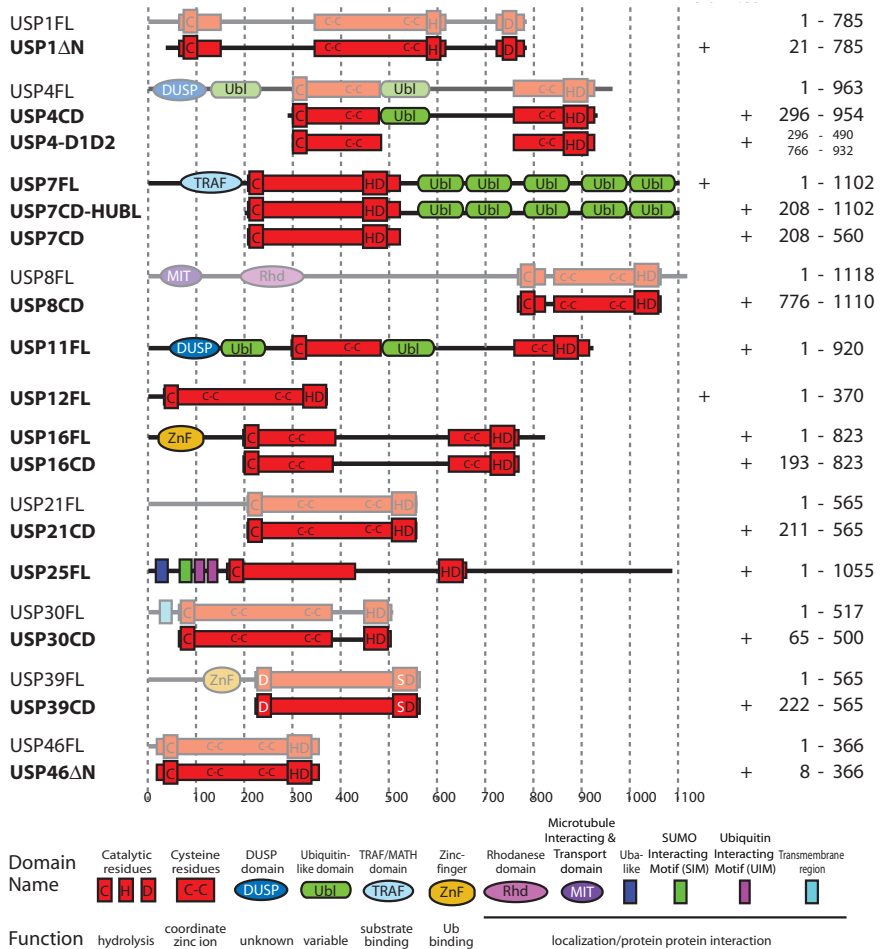 USP1FL C C-C C-C H D 1 - 785
USP1ΔN C C-C C-C H D + 21 - 785
USP4FL DUSP Ubl C C-C Ubl C-C HD 1 - 963
USP4CD C C-C Ubl C-C HD + 296 - 954
USP4-D1D2 C C-C C-C HD + 296 - 490
766 - 932
USP7FL TRAF C HD Ubl Ubl Ubl Ubl Ubl + 1 - 1102
USP7CD-HUBL C HD Ubl Ubl Ubl Ubl Ubl + 208 - 1102
USP7CD C HD + 208 - 560
USP8FL MIT Rhd C C-C C-C HD 1 - 1118
USP8CD C C-C C-C HD + 776 - 1110
USP11FL DUSP Ubl C C-C Ubl C-C HD + 1 - 920
USP12FL C C-C C-C HD + 1 - 370
USP16FL ZnF C C-C C-C HD + 1 - 823
USP16CD C C-C C-C HD + 193 - 823
USP21FL C C-C C-C HD 1 - 565
USP21CD C C-C C-C HD + 211 - 565
USP25FL C HD + 1 - 1055
USP30FL C C-C C-C HD 1 - 517
USP30CD C C-C C-C HD + 65 - 500
USP39FL ZnF D SD 1 - 565
USP39CD D SD + 222 - 565
USP46FL C C-C C-C HD 1 - 366
USP46ΔN C C-C C-C HD + 8 - 366
0 100 200 300 400 500 600 700 800 900 1000 1100
Domain Name
Catalytic residues
C H D
Cysteine residues
C-C
DUSP domain
DUSP
Ubiquitin-like domain
Ubl
TRAF/MATH domain
TRAF
Zinc-finger
ZnF
Rhodanese domain
Rhd
Microtubule Interacting & Transport domain
MIT
Uba-like
SUMO Interacting Motif (SIM)
Ubiquitin Interacting Motif (UIM)
Transmembrane region
Function
hydrolysis
coordinate zinc ion
unknown
variable
substrate binding
Ub binding
localization/protein protein interaction